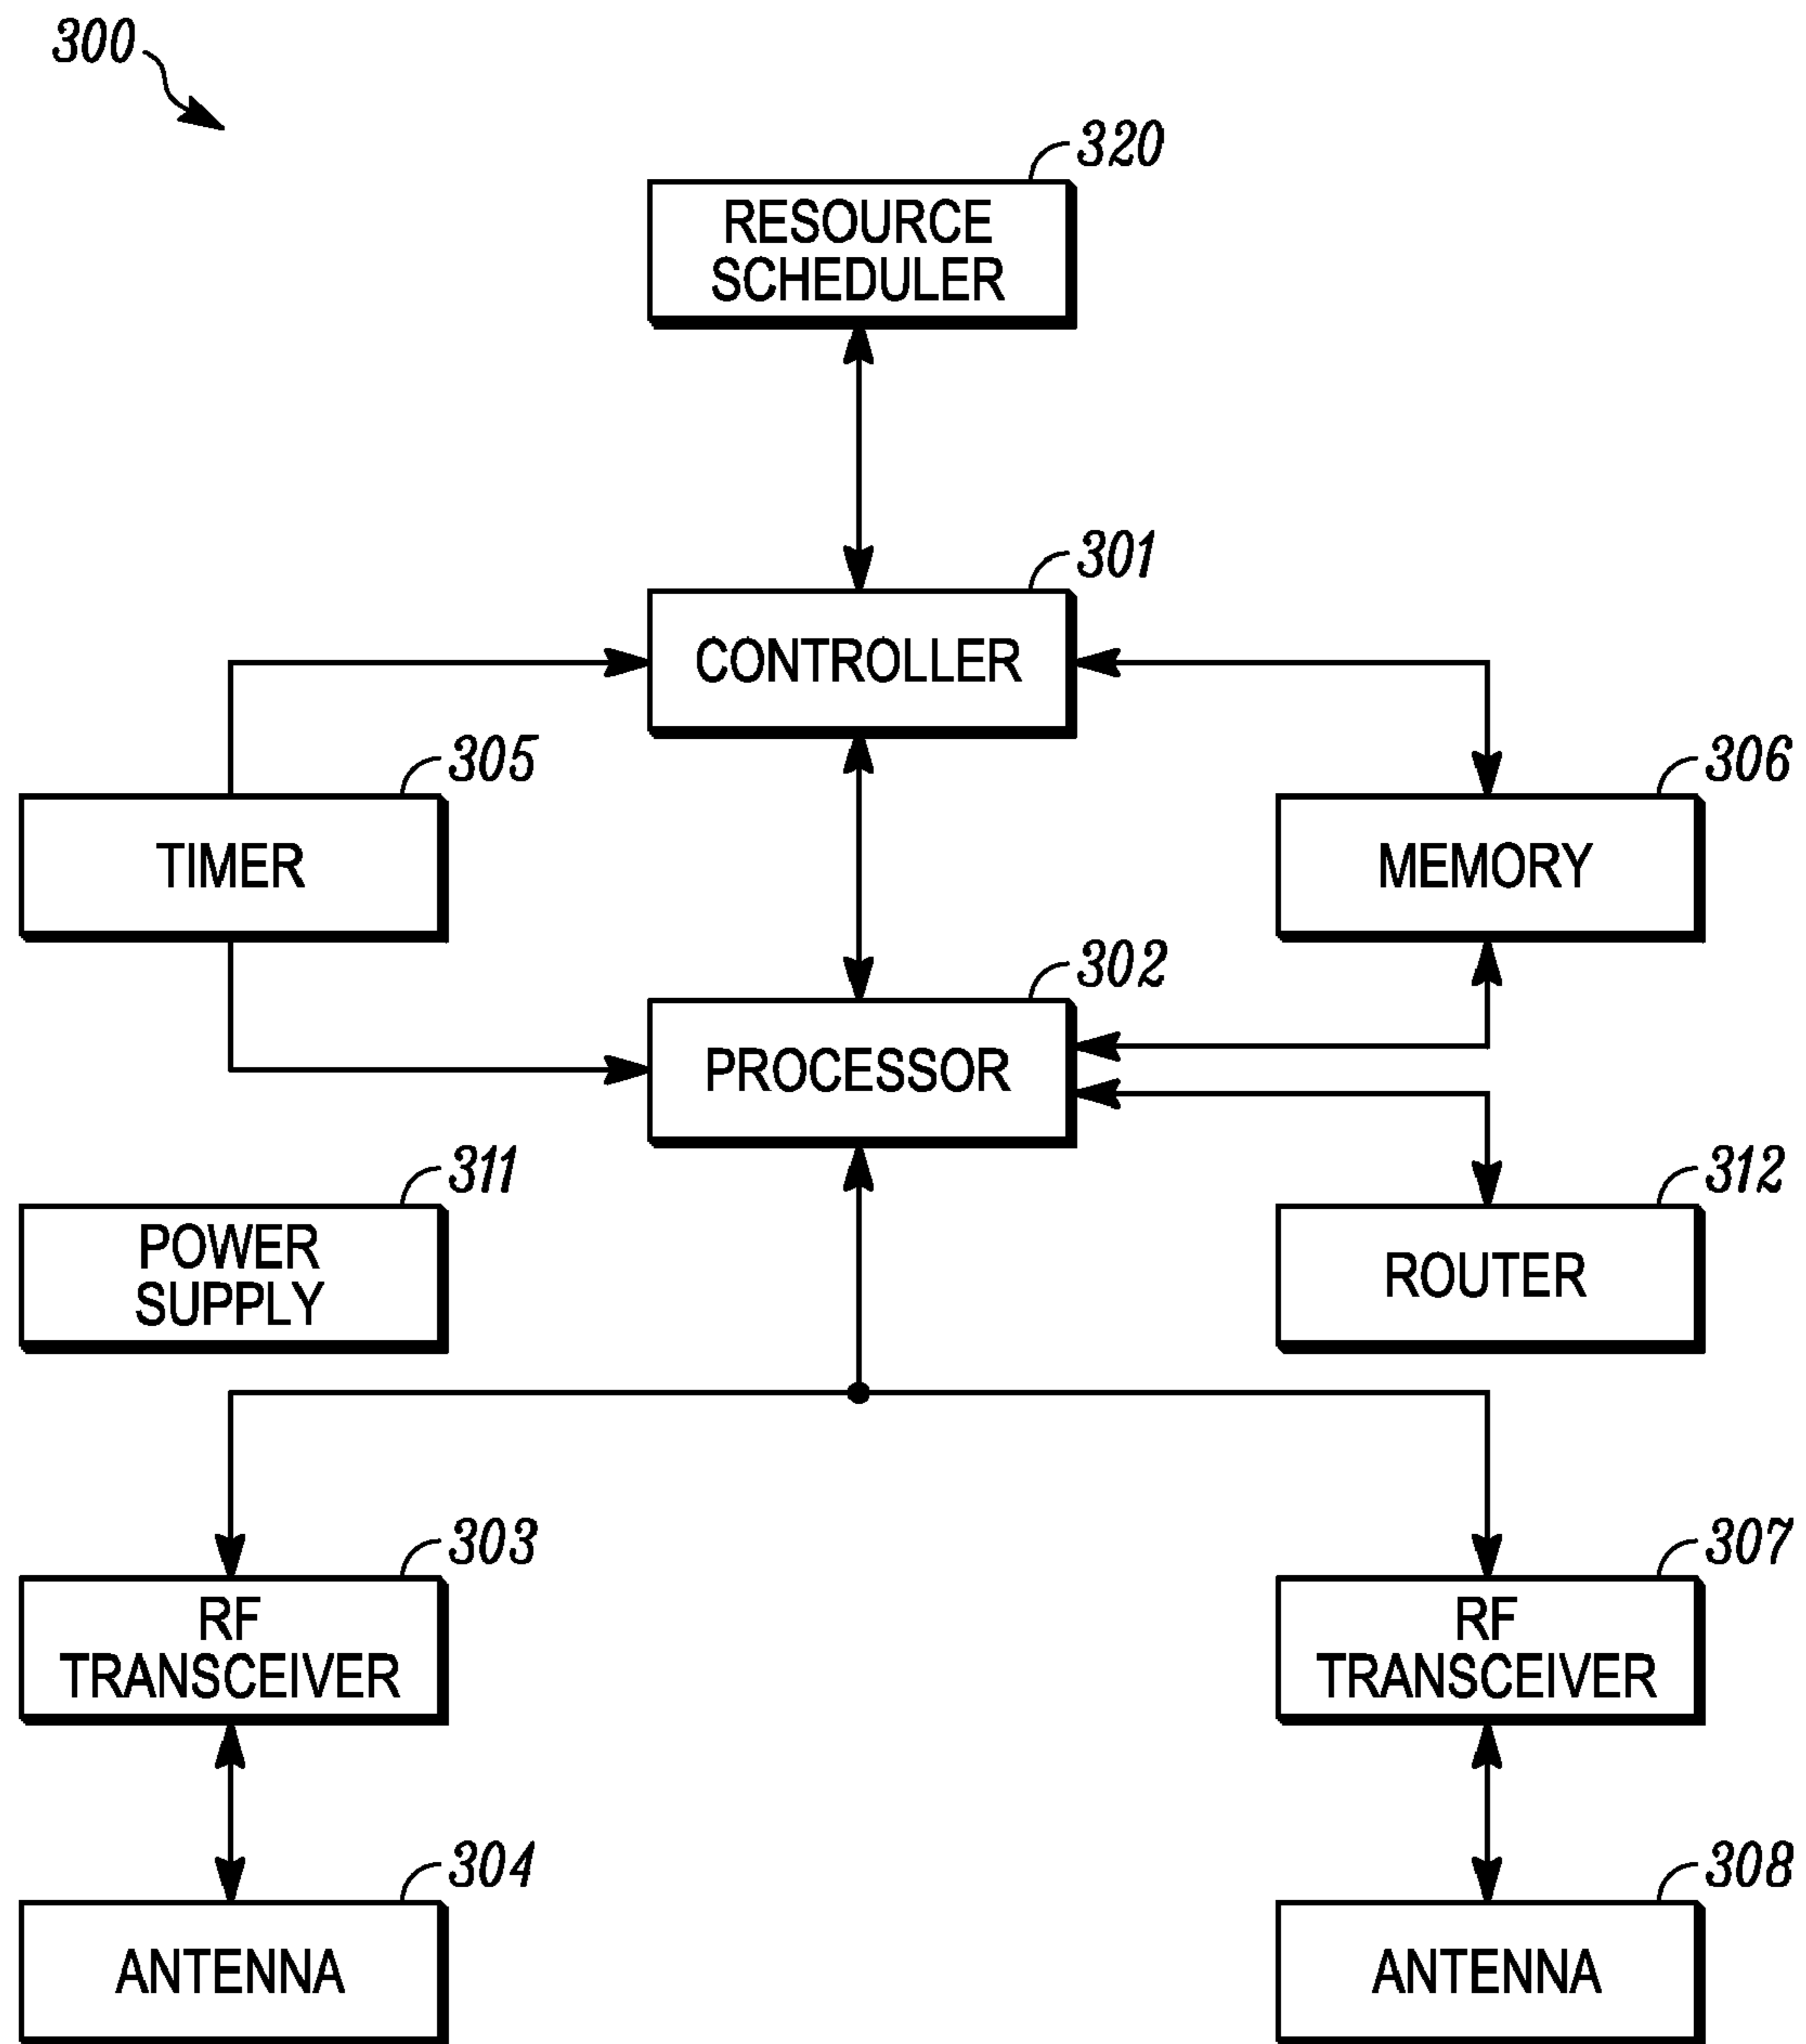 300
320
RESOURCE
SCHEDULER
301
CONTROLLER
305
TIMER
306
MEMORY
302
PROCESSOR
311
POWER
SUPPLY
312
ROUTER
303
RF
TRANSCEIVER
307
RF
TRANSCEIVER
304
ANTENNA
308
ANTENNA